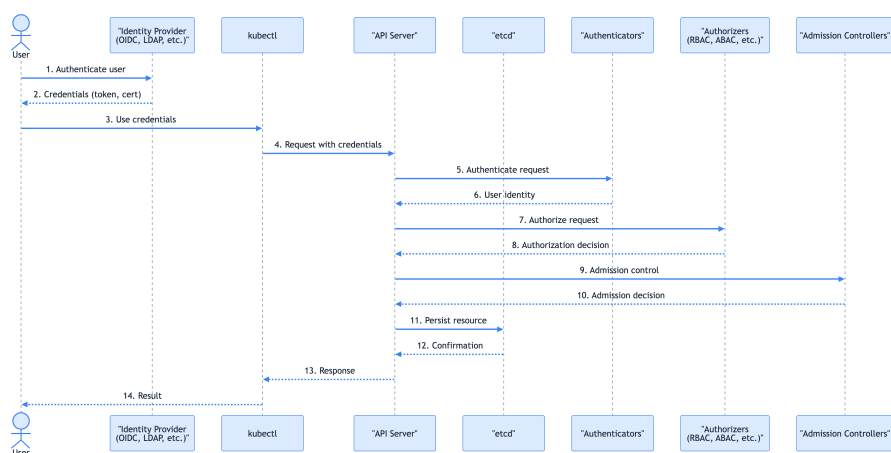 "Identity Provider
(OIDC, LDAP, etc.)"
kubectl
"API Server"
"etcd"
"Authenticators"
"Authorizers
(RBAC, ABAC, etc.)"
"Admission Controllers"
User
1. Authenticate user
2. Credentials (token, cert)
3. Use credentials
4. Request with credentials
5. Authenticate request
6. User identity
7. Authorize request
8. Authorization decision
9. Admission control
10. Admission decision
11. Persist resource
12. Confirmation
13. Response
14. Result
"Identity Provider
(OIDC, LDAP, etc.)"
kubectl
"API Server"
"etcd"
"Authenticators"
"Authorizers
(RBAC, ABAC, etc.)"
"Admission Controllers"
User